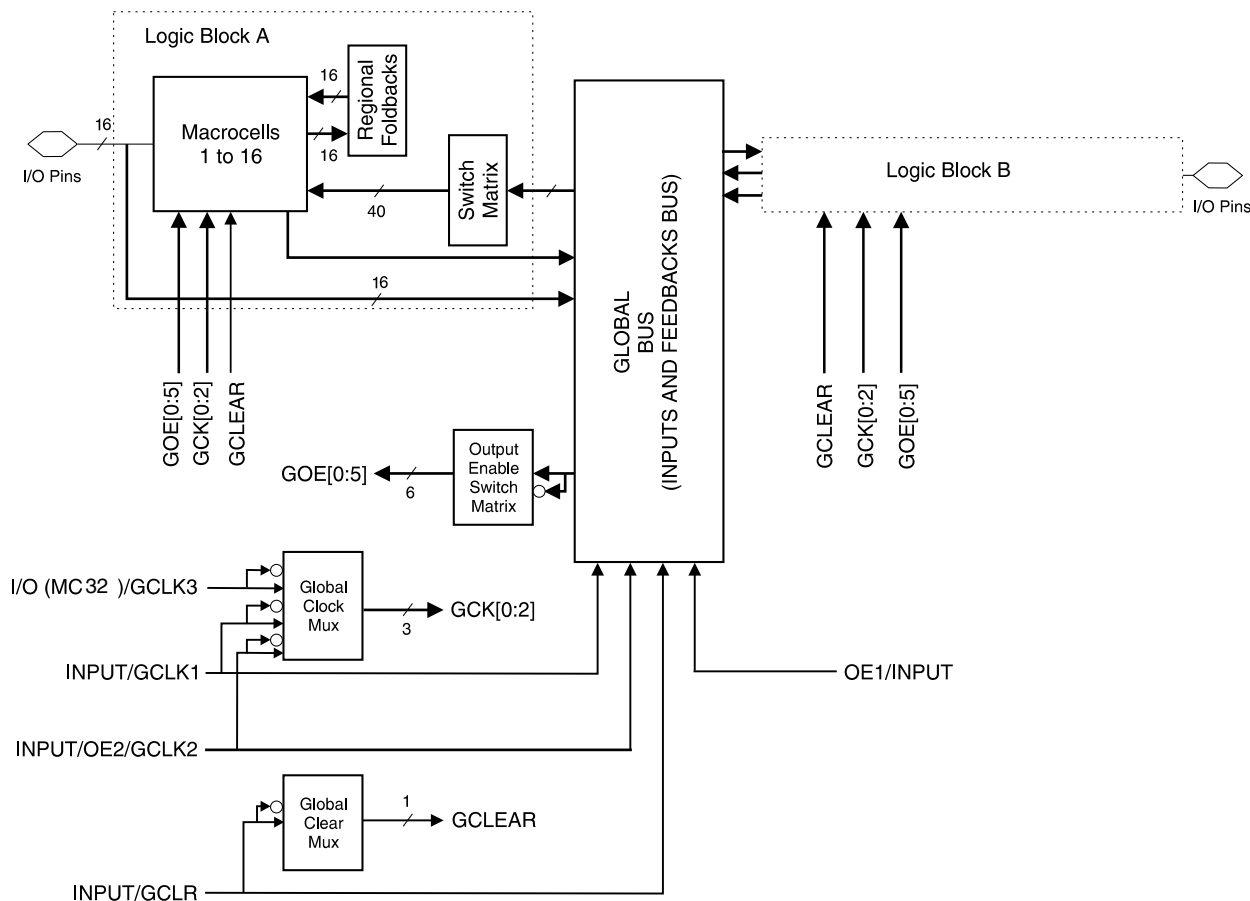 Logic Block A
16
Regional
Foldbacks
Macrocells
1 to 16
16
16
I/O Pins
Switch
Matrix
40
16
GOE[0:5]
GCK[0:2]
GCLEAR
GLOBAL
BUS
(INPUTS AND FEEDBACKS BUS)
Logic Block B
I/O Pins
GCLEAR
GCK[0:2]
GOE[0:5]
GOE[0:5]
6
Output
Enable
Switch
Matrix
I/O (MC32 )/GCLK3
Global
Clock
Mux
3
GCK[0:2]
INPUT/GCLK1
OE1/INPUT
INPUT/OE2/GCLK2
Global
Clear
Mux
1
GCLEAR
INPUT/GCLR